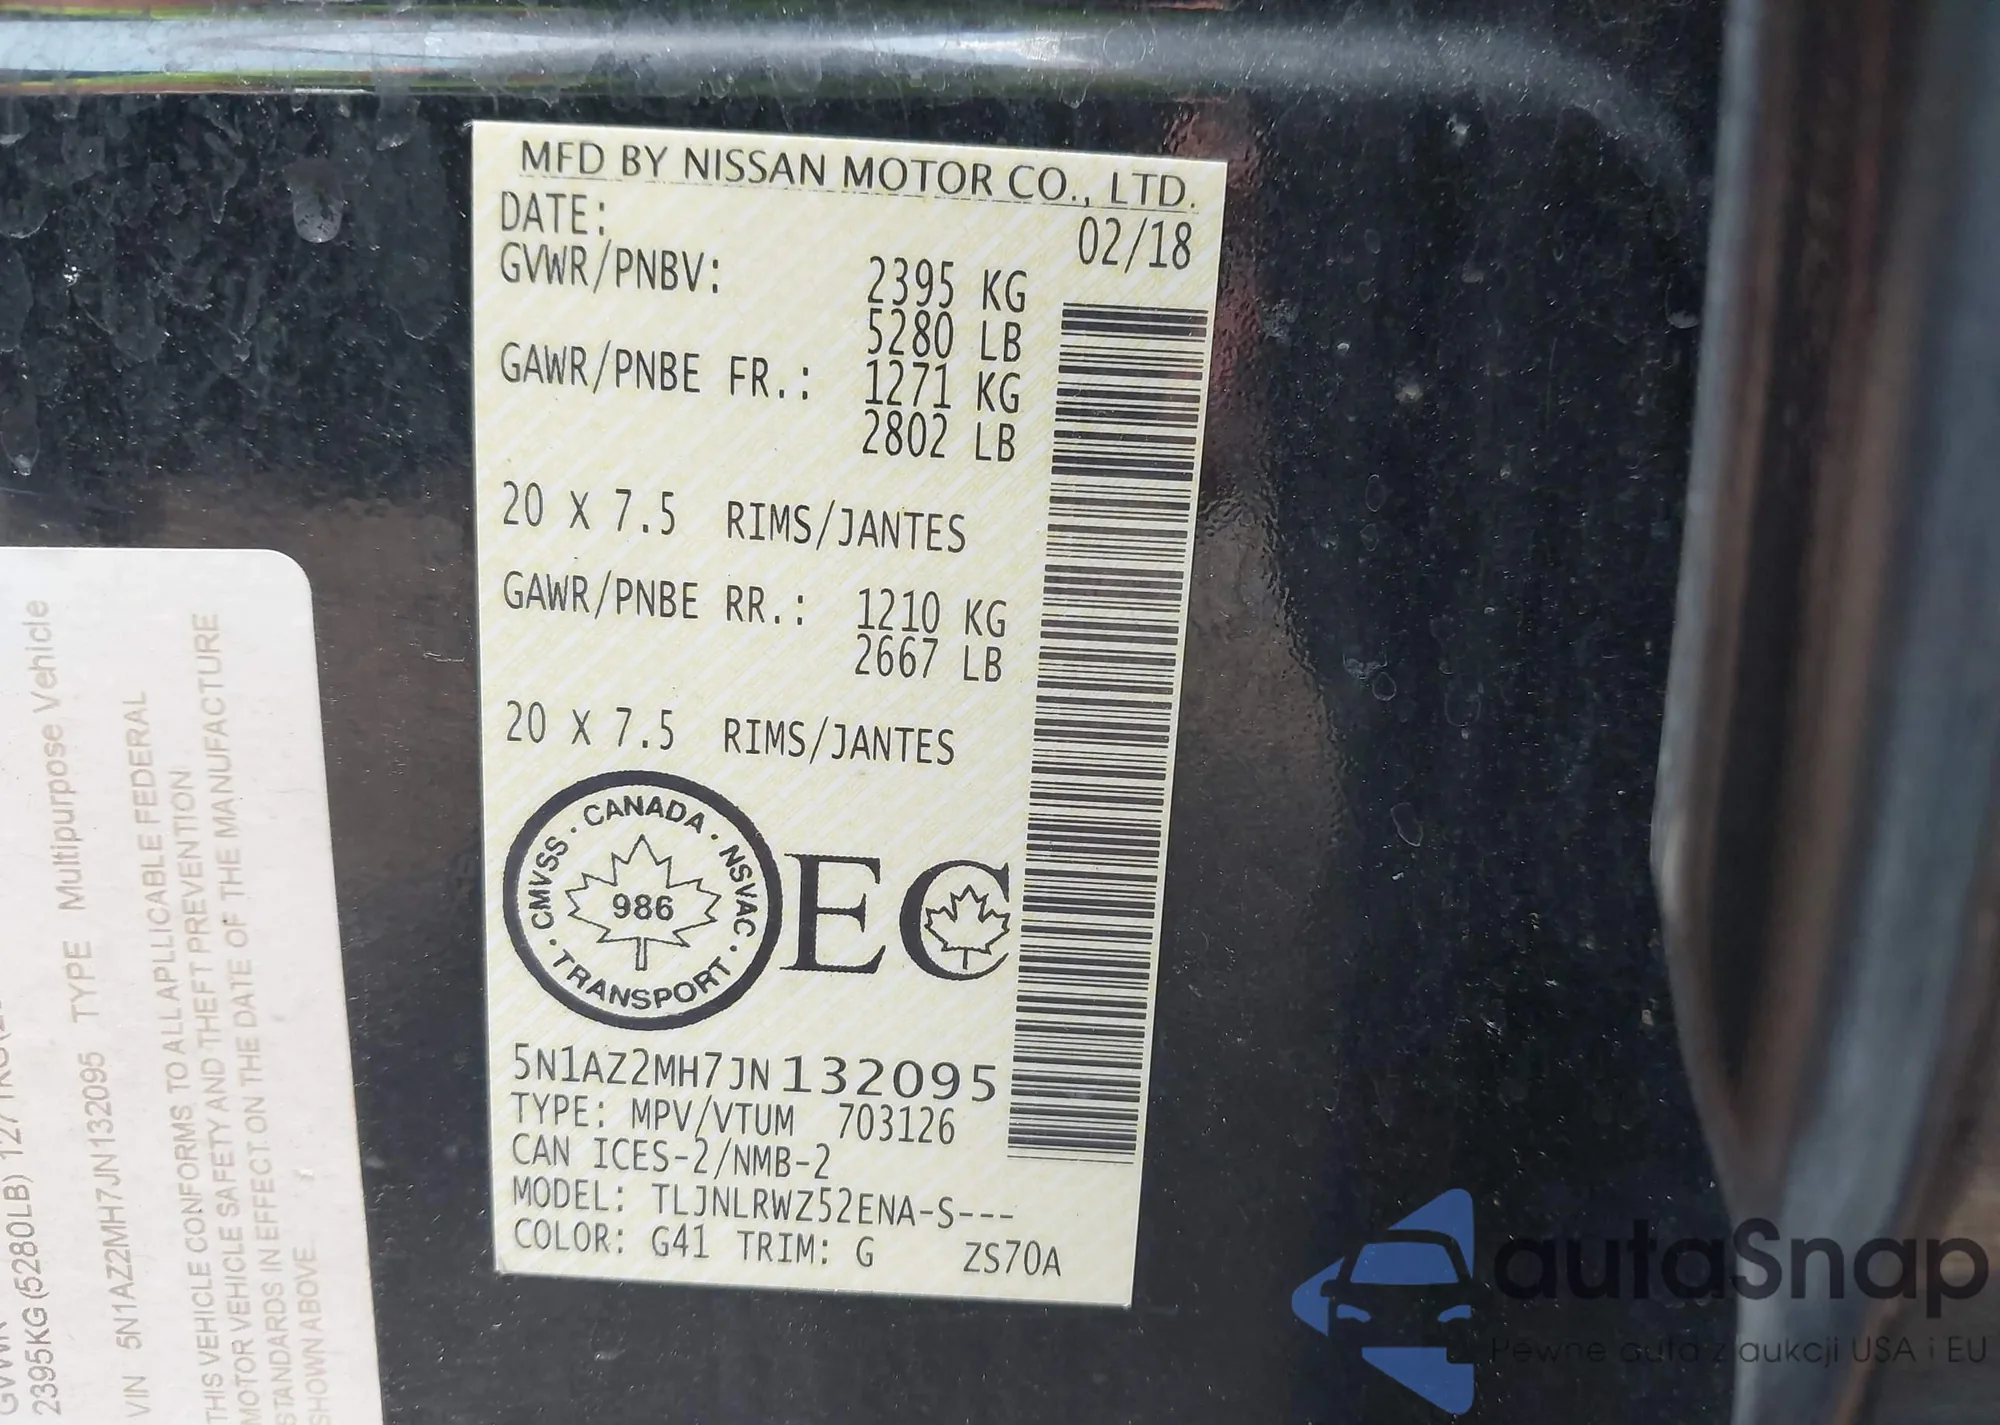 MFD BY NISSAN MOTOR CO., LTD.
DATE: 02/18
GVWR/PNBV: 2395 KG
5280 LB
GAWR/PNBE FR.: 1271 KG
2802 LB
20 X 7.5 RIMS/JANTES
GAWR/PNBE RR.: 1210 KG
2667 LB
20 X 7.5 RIMS/JANTES
CANADA · NSVAC · TRANSPORT · CMVSS ·
986
EC
5N1AZ2MH7JN132095
TYPE: MPV/VTUM 703126
CAN ICES-2/NMB-2
MODEL: TLJNLRWZ52ENA-S---
COLOR: G41 TRIM: G ZS70A
2395KG (5280LB)
VIN 5N1AZ2MH7JN132095 TYPE Multipurpose Vehicle
THIS VEHICLE CONFORMS TO ALL APPLICABLE FEDERAL
MOTOR VEHICLE SAFETY AND THEFT PREVENTION
STANDARDS IN EFFECT ON THE DATE OF THE MANUFACTURE
SHOWN ABOVE.
autaSnap
Pewne auta z aukcji USA i EU